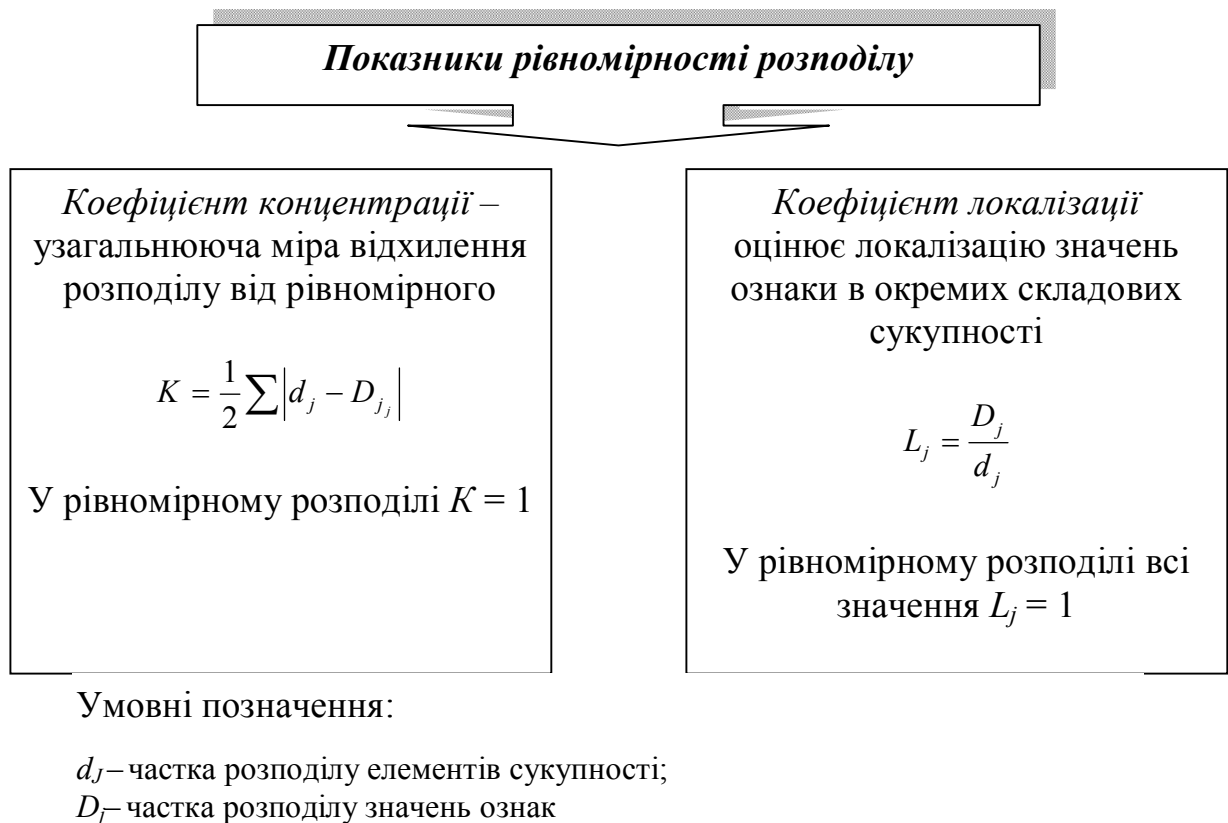 Показники рівномірності розподілу
Коефіцієнт концентрації –
узагальнююча міра відхилення
розподілу від рівномірного
K = 1/2 ∑|d_j − D_{j_j}|
У рівномірному розподілі К = 1
Коефіцієнт локалізації
оцінює локалізацію значень
ознаки в окремих складових
сукупності
L_j = D_j / d_j
У рівномірному розподілі всі
значення L_j = 1
Умовні позначення:
d_J – частка розподілу елементів сукупності;
D_j – частка розподілу значень ознак